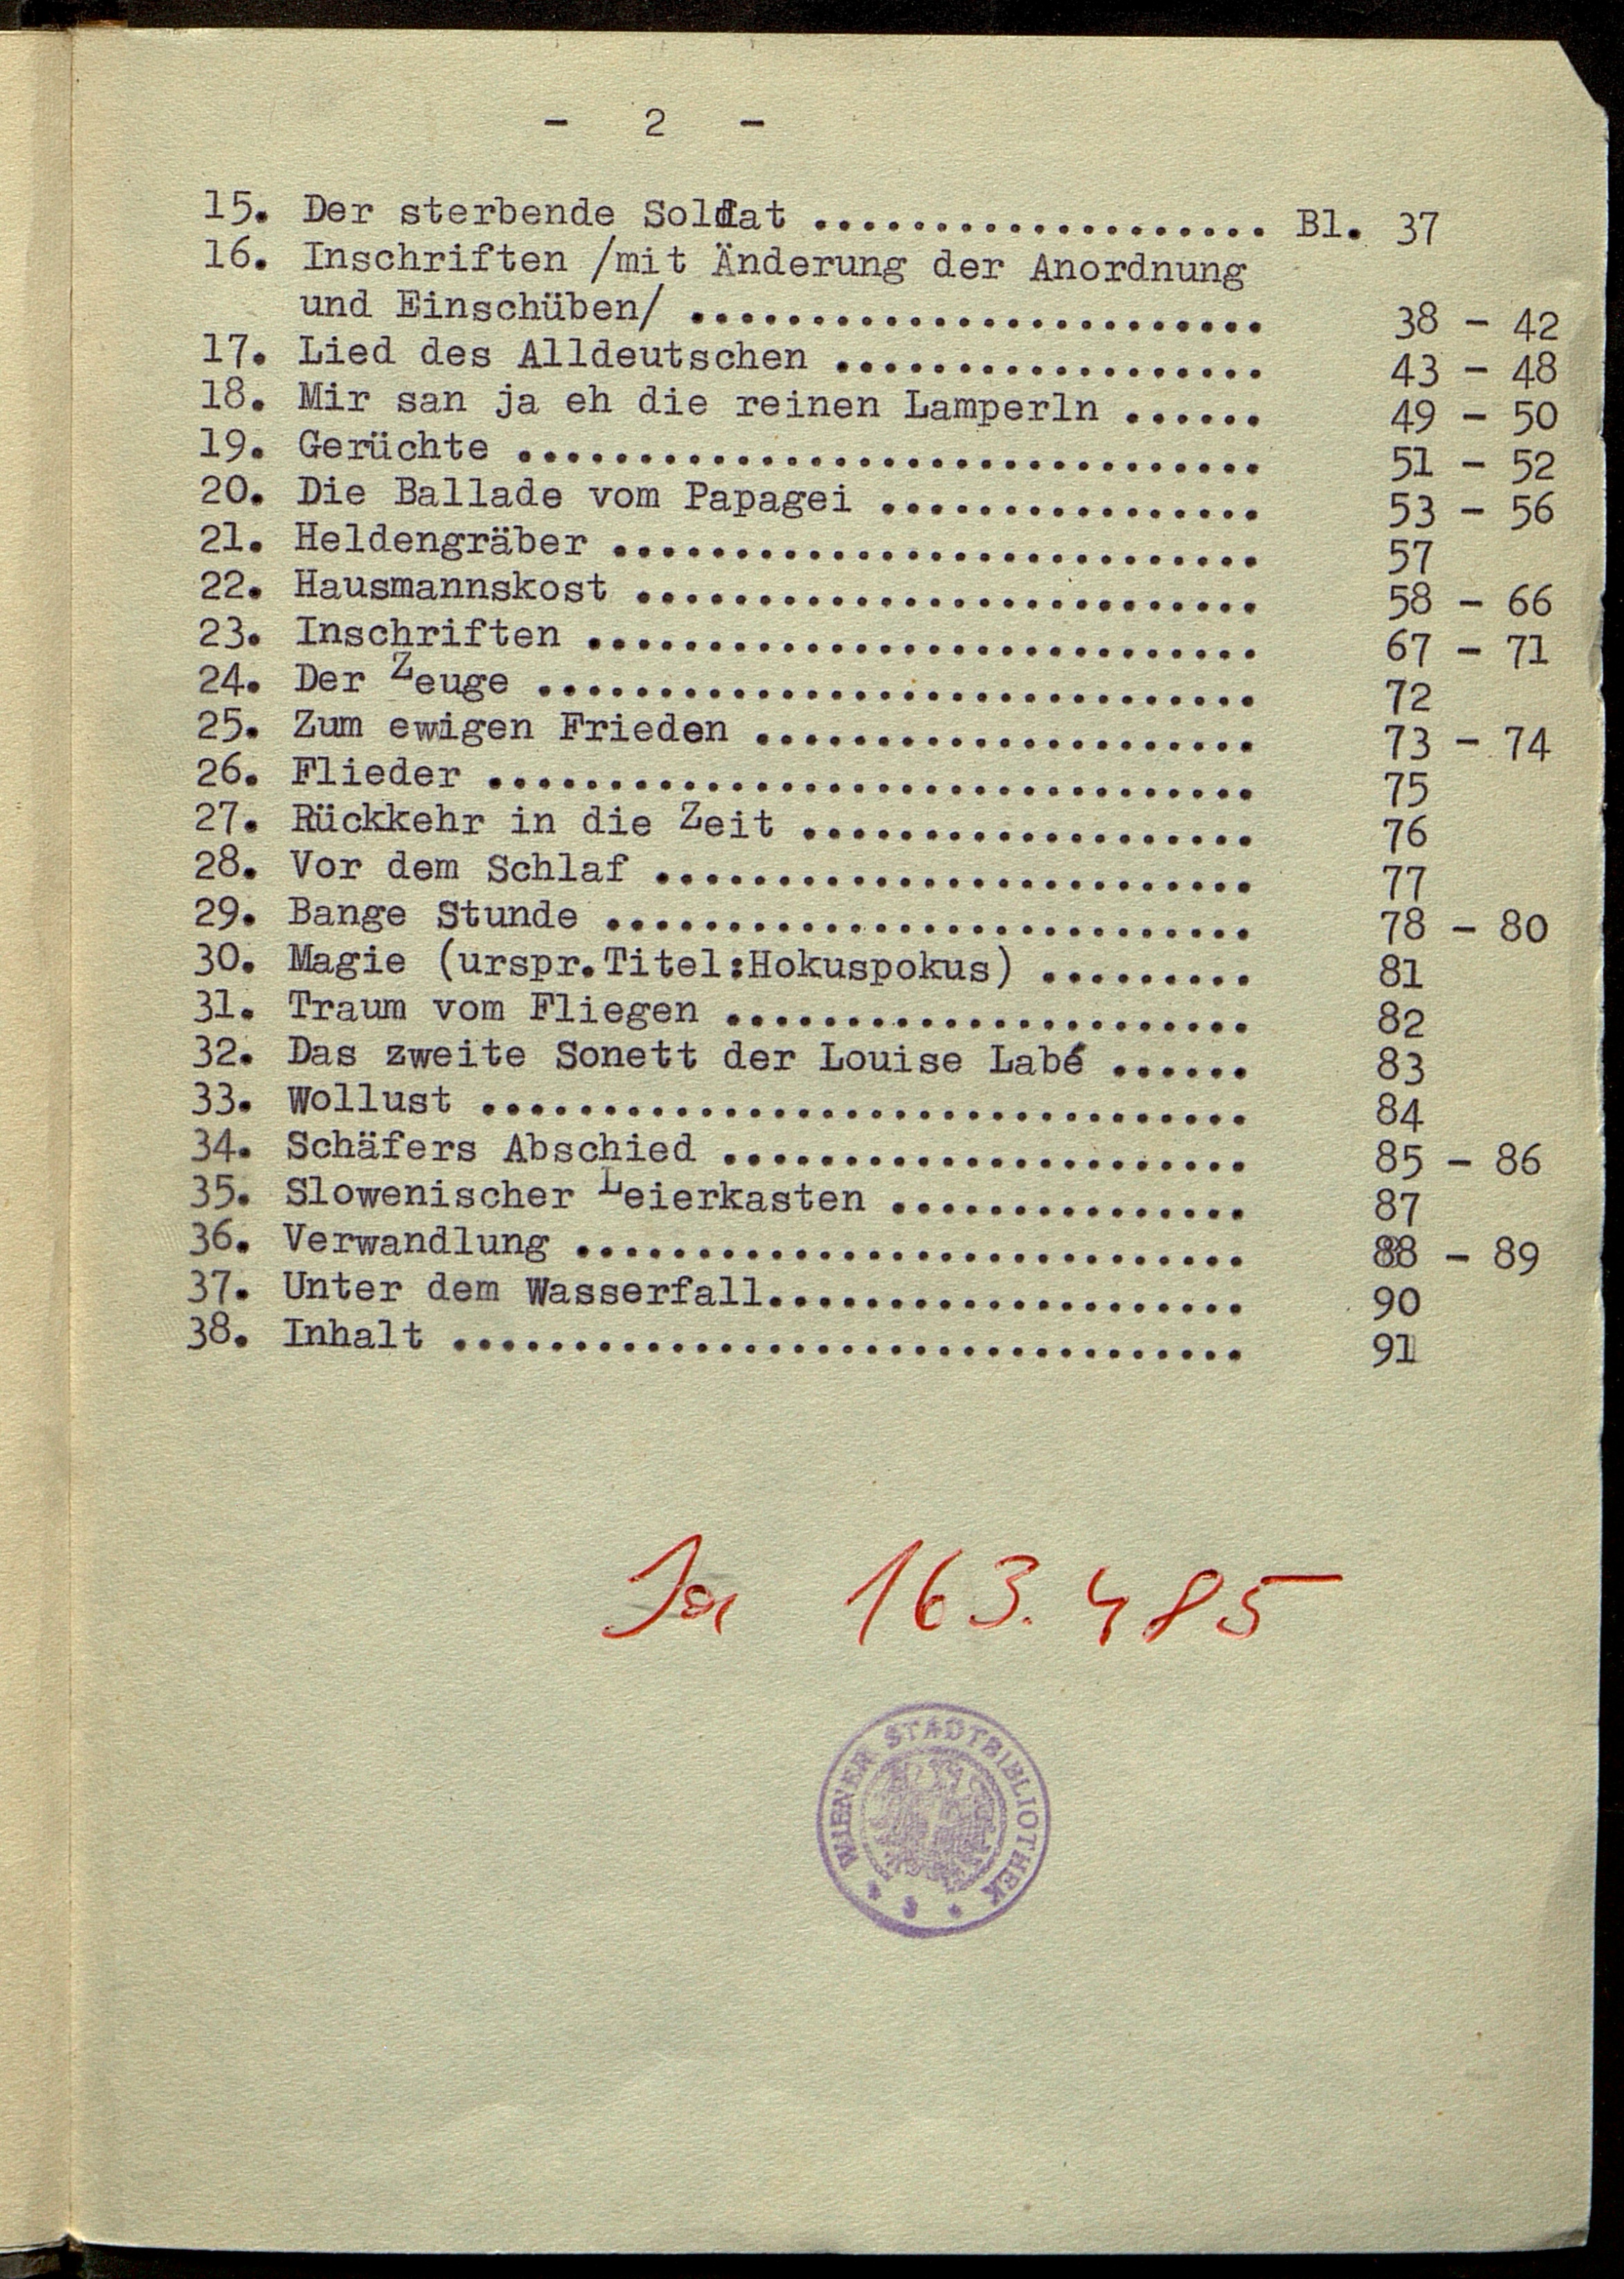 - 2 -
15. Der sterbende Soldat ................... Bl. 37
16. Inschriften /mit Änderung der Anordnung
und Einschüben/ ........................ 38 - 42
17. Lied des Alldeutschen .................. 43 - 48
18. Mir san ja eh die reinen Lamperln ...... 49 - 50
19. Gerüchte ............................... 51 - 52
20. Die Ballade vom Papagei ................ 53 - 56
21. Heldengräber ........................... 57
22. Hausmannskost .......................... 58 - 66
23. Inschriften ............................ 67 - 71
24. Der Zeuge .............................. 72
25. Zum ewigen Frieden ..................... 73 - 74
26. Flieder ................................ 75
27. Rückkehr in die Zeit ................... 76
28. Vor dem Schlaf ......................... 77
29. Bange Stunde ........................... 78 - 80
30. Magie (urspr.Titel:Hokuspokus) ......... 81
31. Traum vom Fliegen ...................... 82
32. Das zweite Sonett der Louise Labé ...... 83
33. Wollust ................................ 84
34. Schäfers Abschied ...................... 85 - 86
35. Slowenischer Leierkasten ............... 87
36. Verwandlung ............................ 88 - 89
37. Unter dem Wasserfall.................... 90
38. Inhalt ................................. 91
Ja 163.485
WIENER STADTBIBLIOTHEK